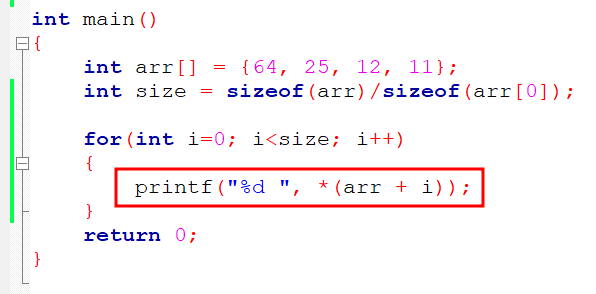 int main()
{
    int arr[] = {64, 25, 12, 11};
    int size = sizeof(arr)/sizeof(arr[0]);
    for(int i=0; i<size; i++)
    {
        printf("%d ", *(arr + i));
    }
    return 0;
}